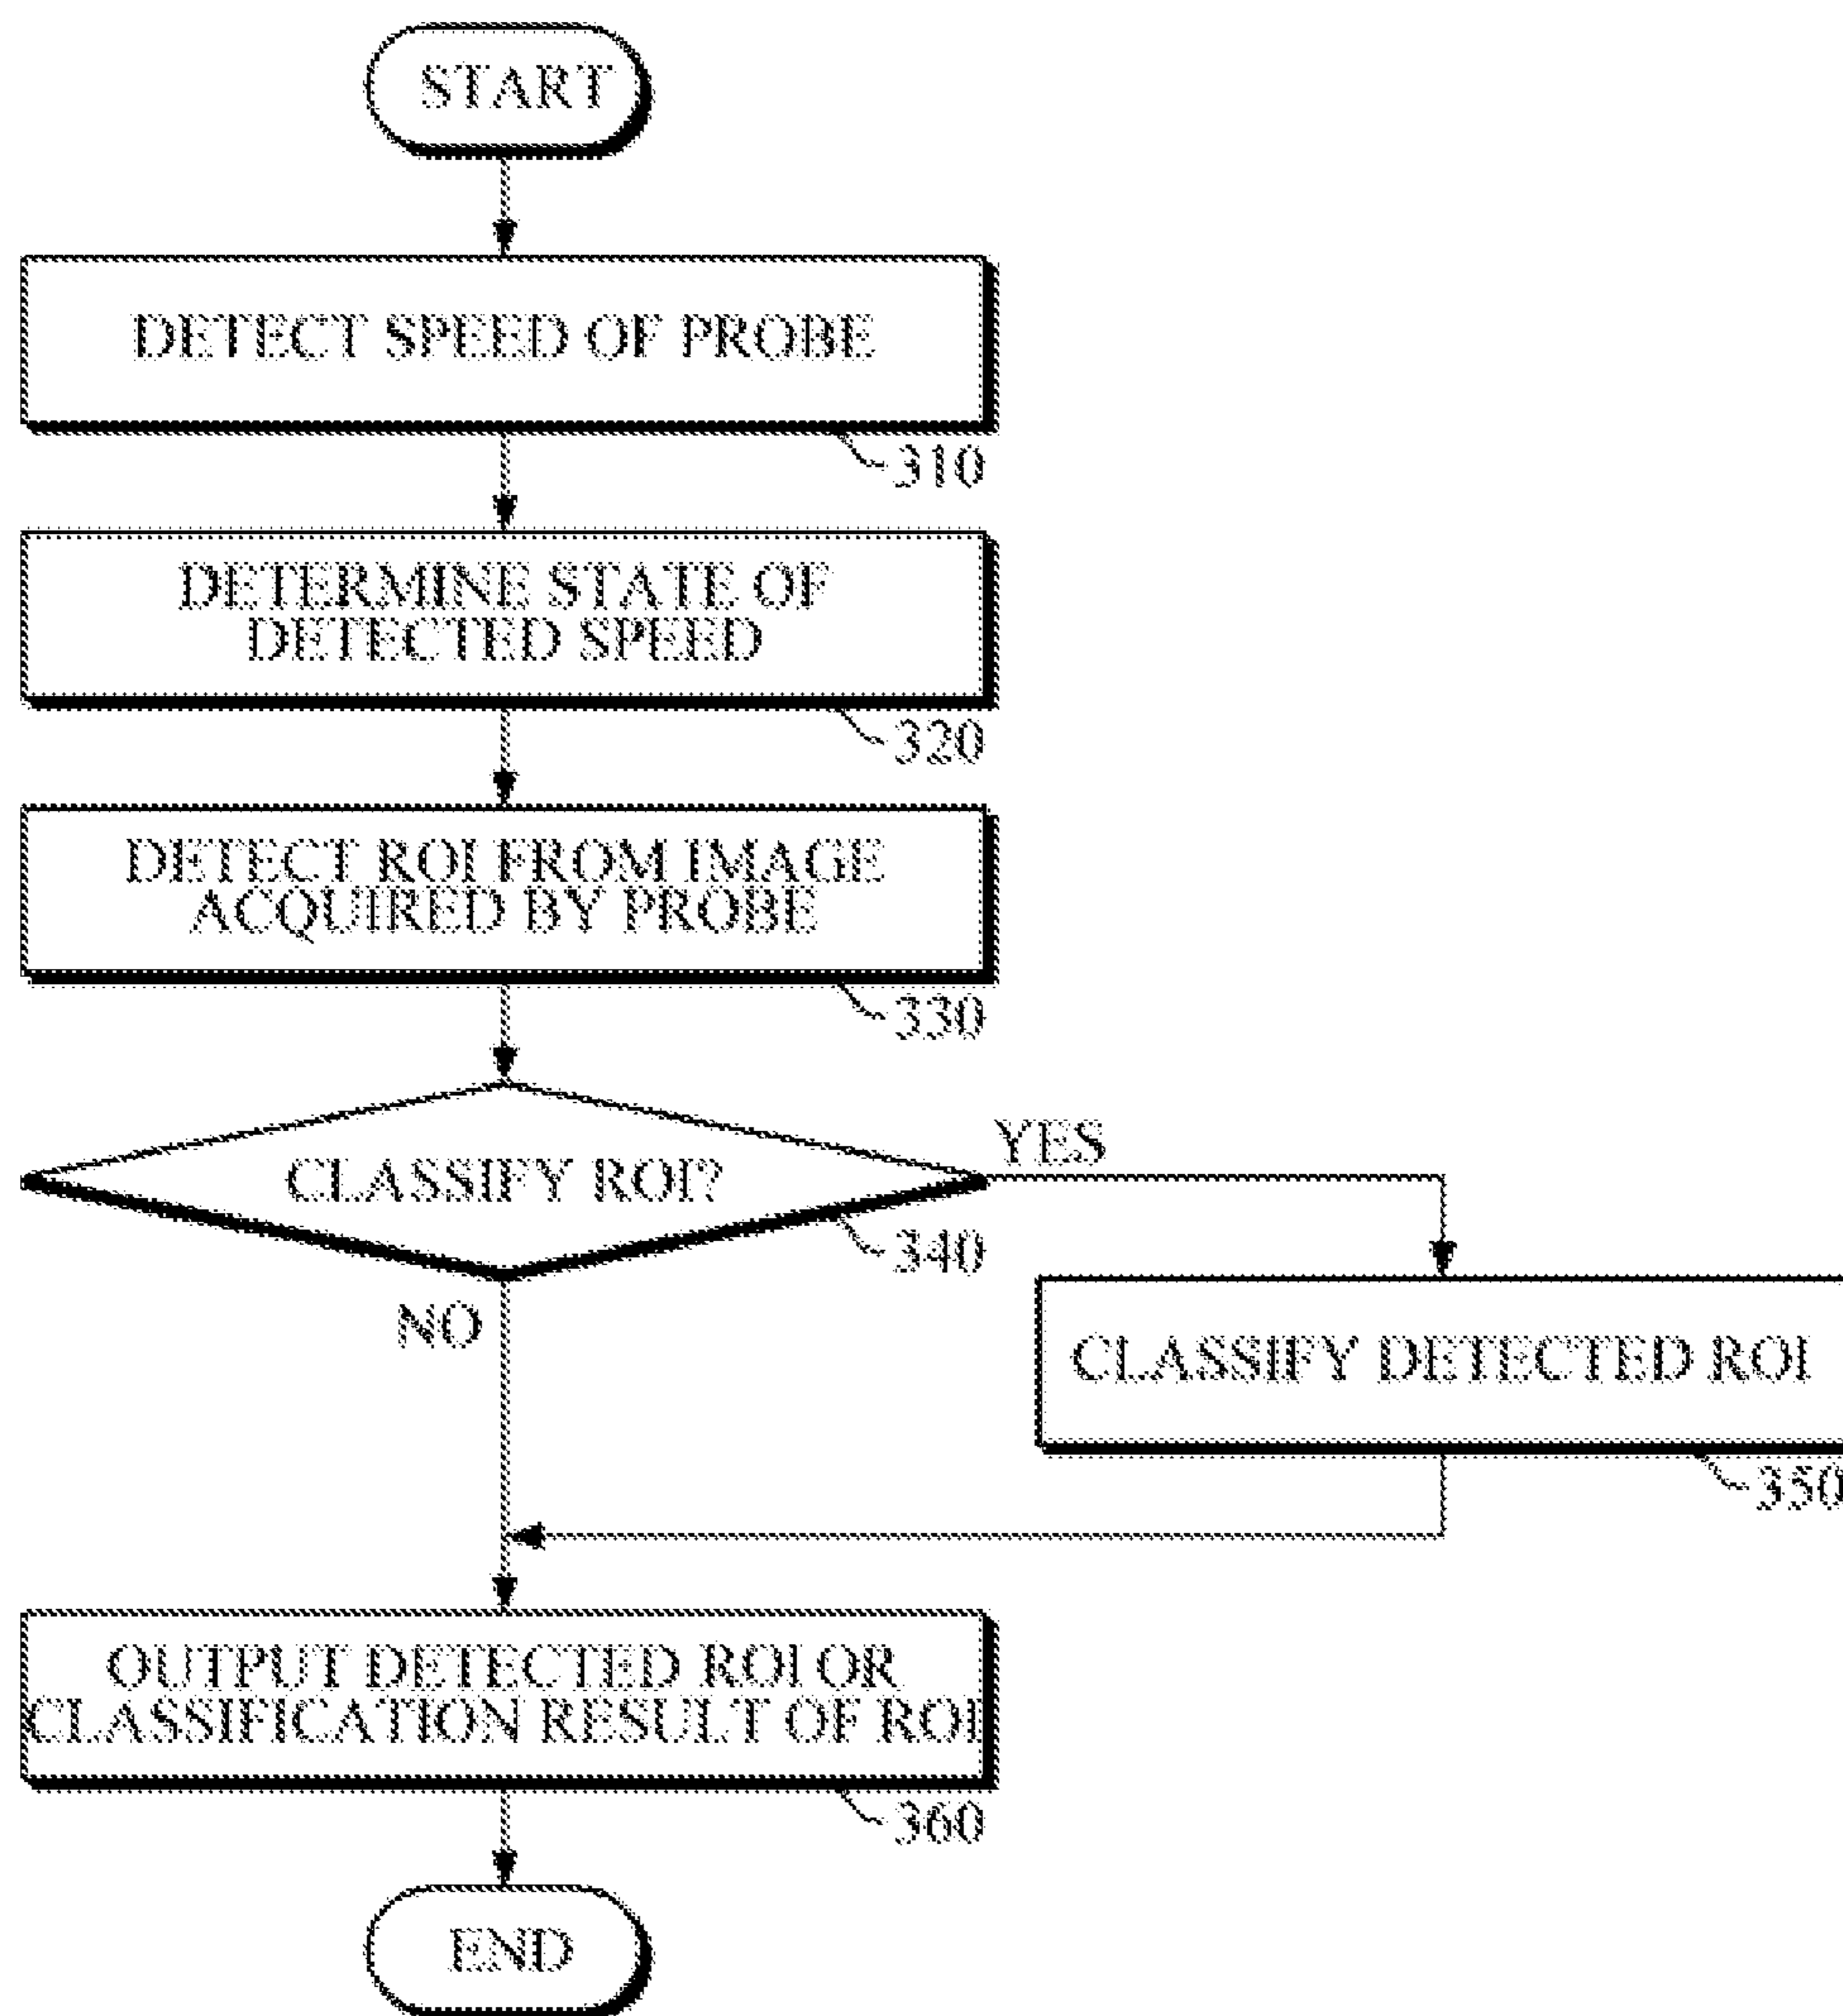 START
DETECT SPEED OF PROBE
310
DETERMINE STATE OF
DETECTED SPEED
320
DETECT ROI FROM IMAGE
ACQUIRED BY PROBE
330
CLASSIFY ROI?
YES
340
NO
CLASSIFY DETECTED ROI
350
OUTPUT DETECTED ROI OR
CLASSIFICATION RESULT OF ROI
360
END